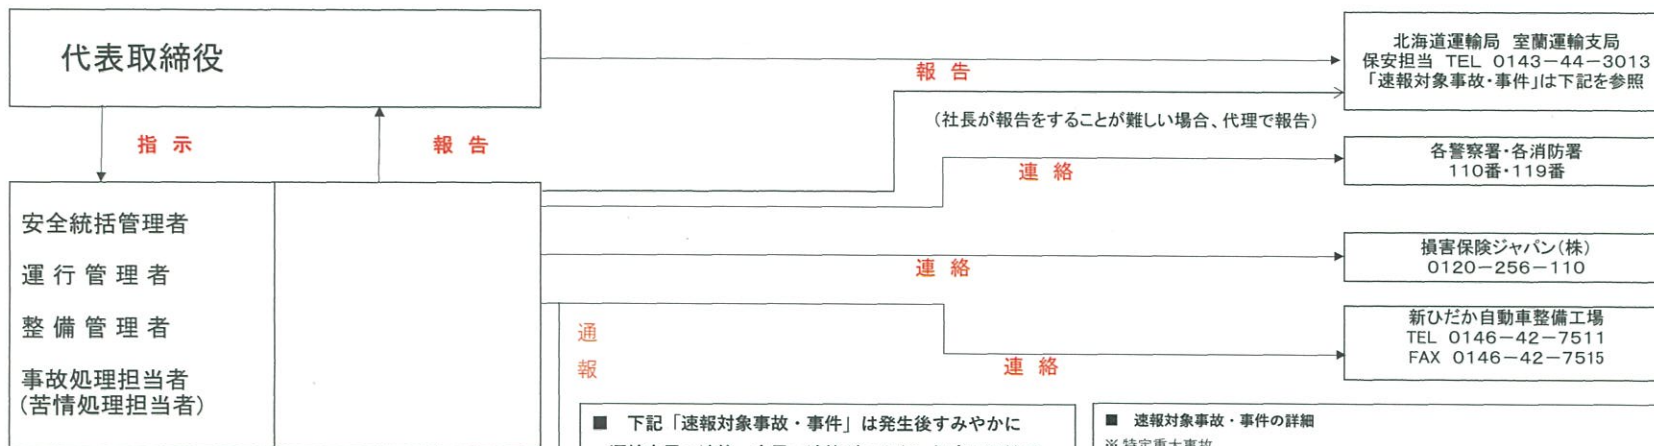 代表取締役
北海道運輸局 室蘭運輸支局
保安担当 TEL 0143-44-3013
「速報対象事故・事件」は下記を参照
報告
(社長が報告をすることが難しい場合、代理で報告)
指示
報告
各警察署・各消防署
110番・119番
連絡
安全統括管理者
運行管理者
整備管理者
事故処理担当者
(苦情処理担当者)
損害保険ジャパン(株)
0120-256-110
連絡
新ひだか自動車整備工場
TEL 0146-42-7511
FAX 0146-42-7515
連絡
通
報
■ 下記「速報対象事故・事件」は発生後すみやかに
■ 速報対象事故・事件の詳細
※特定重大事故